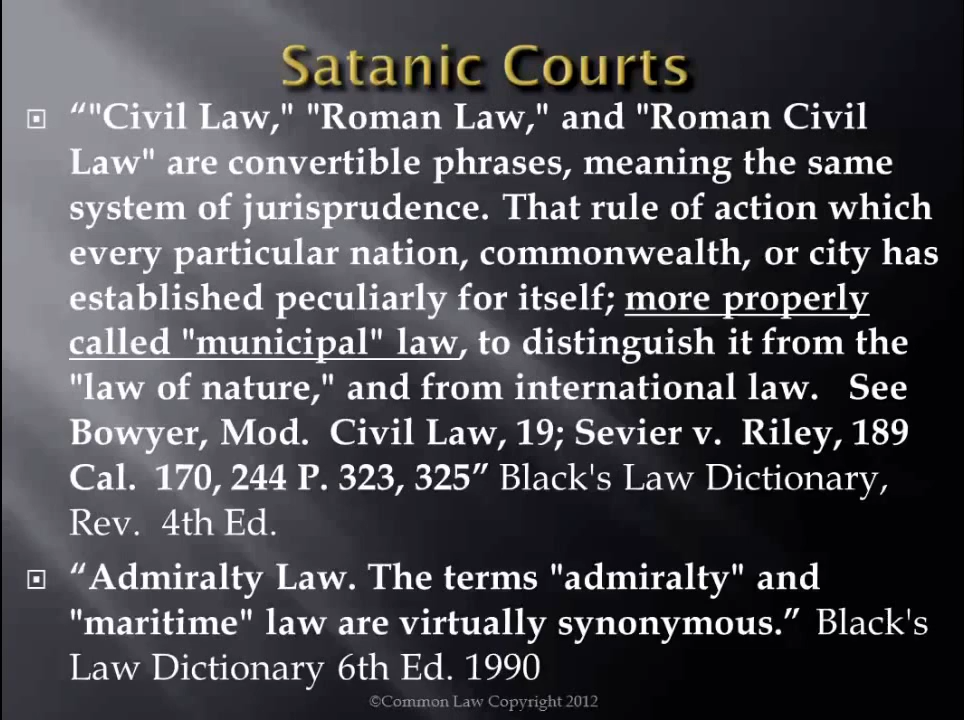 Satanic Courts
“"Civil Law," "Roman Law," and "Roman Civil
Law" are convertible phrases, meaning the same
system of jurisprudence. That rule of action which
every particular nation, commonwealth, or city has
established peculiarly for itself; more properly
called "municipal" law, to distinguish it from the
"law of nature," and from international law. See
Bowyer, Mod. Civil Law, 19; Sevier v. Riley, 189
Cal. 170, 244 P. 323, 325” Black's Law Dictionary,
Rev. 4th Ed.
“Admiralty Law. The terms "admiralty" and
"maritime" law are virtually synonymous.” Black's
Law Dictionary 6th Ed. 1990
©Common Law Copyright 2012